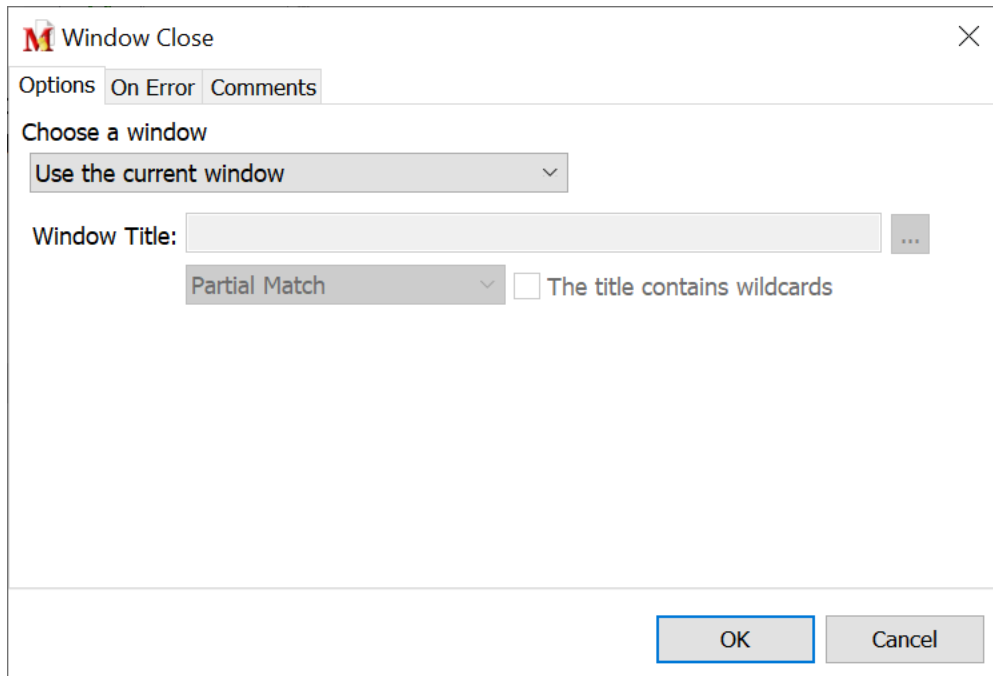 Window Close
Options On Error Comments
Choose a window
Use the current window
Window Title: ...
Partial Match The title contains wildcards
OK Cancel